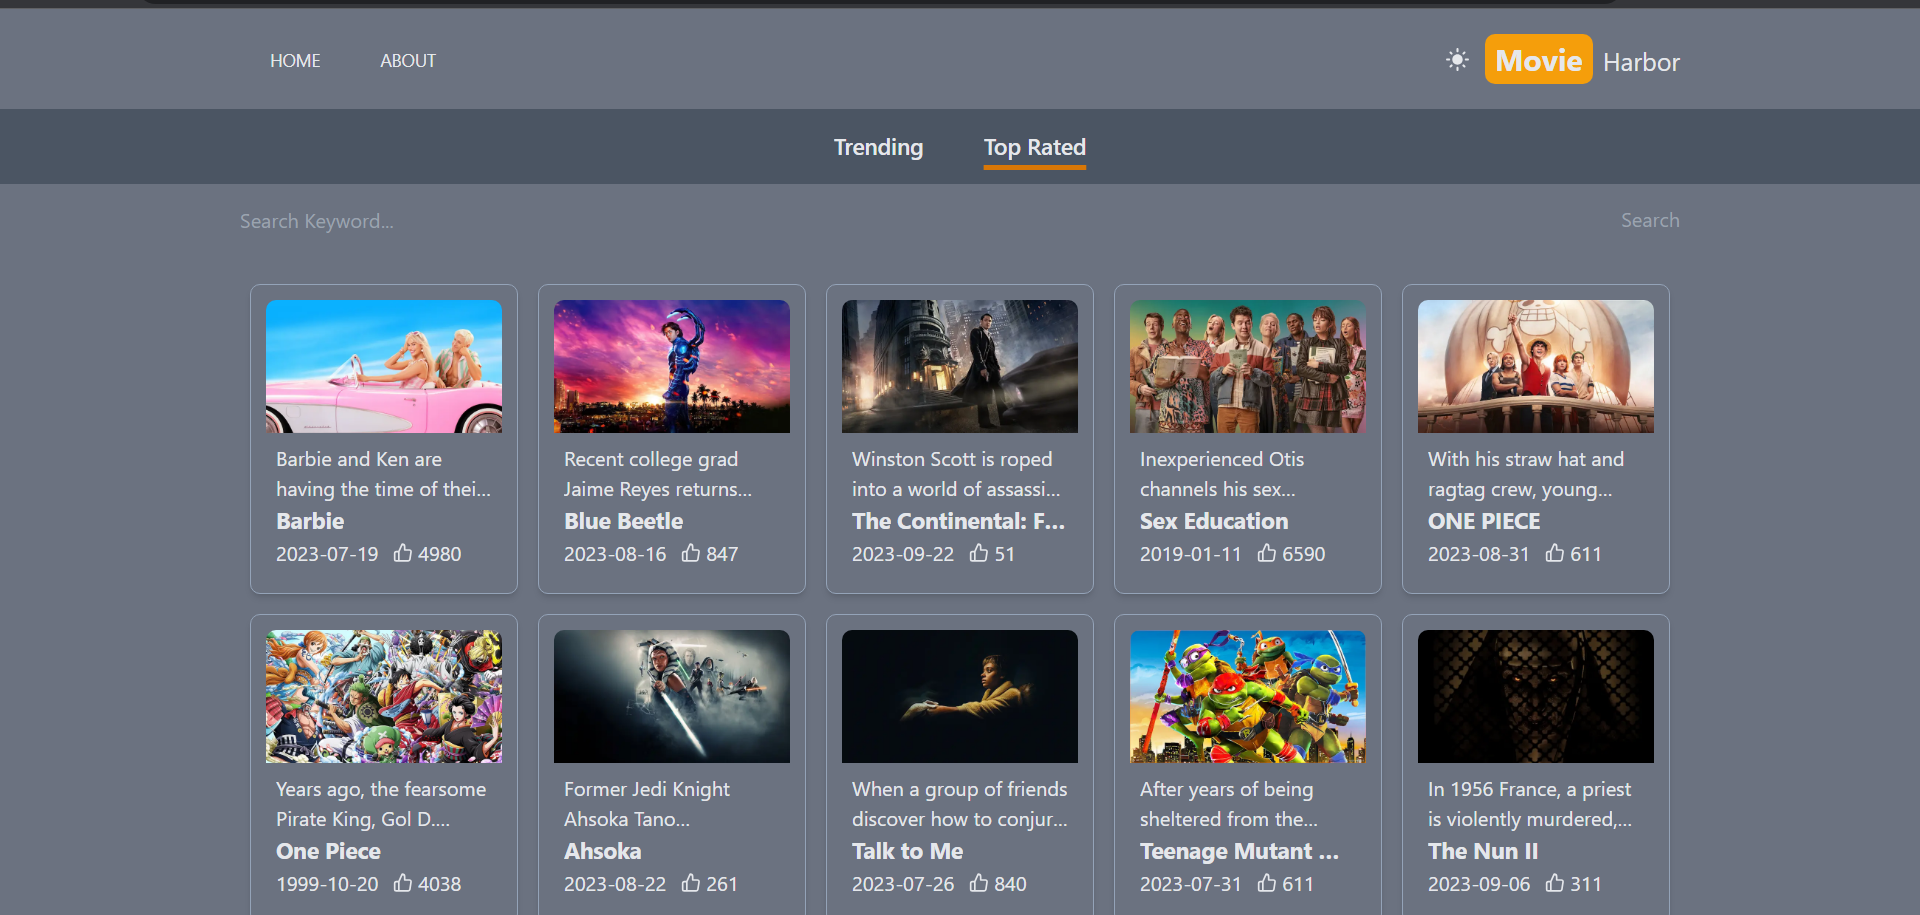 HOME ABOUT Movie Harbor
Trending Top Rated
Search Keyword... Search
Barbie and Ken are
having the time of thei...
Barbie
2023-07-19 4980
Recent college grad
Jaime Reyes returns...
Blue Beetle
2023-08-16 847
Winston Scott is roped
into a world of assassi...
The Continental: F...
2023-09-22 51
Inexperienced Otis
channels his sex...
Sex Education
2019-01-11 6590
With his straw hat and
ragtag crew, young...
ONE PIECE
2023-08-31 611
Years ago, the fearsome
Pirate King, Gol D....
One Piece
1999-10-20 4038
Former Jedi Knight
Ahsoka Tano...
Ahsoka
2023-08-22 261
When a group of friends
discover how to conjur...
Talk to Me
2023-07-26 840
After years of being
sheltered from the...
Teenage Mutant ...
2023-07-31 611
In 1956 France, a priest
is violently murdered,...
The Nun II
2023-09-06 311